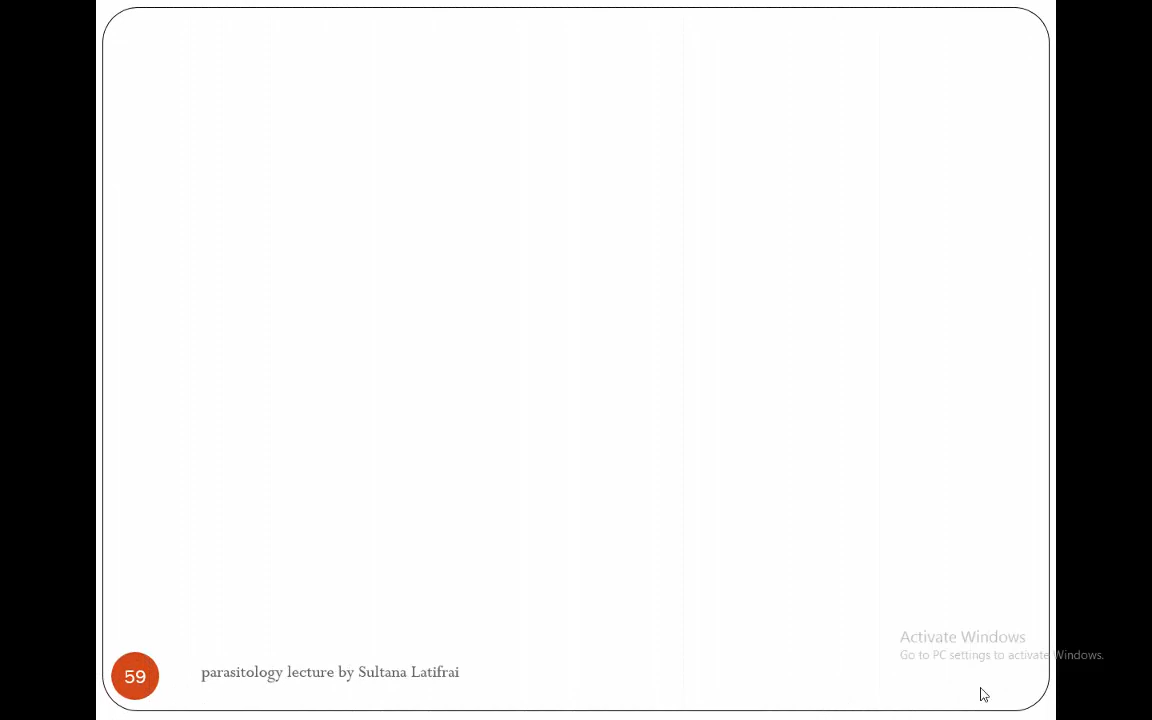 Activate Windows
Go to PC settings to activate Windows.
59
parasitology lecture by Sultana Latifrai